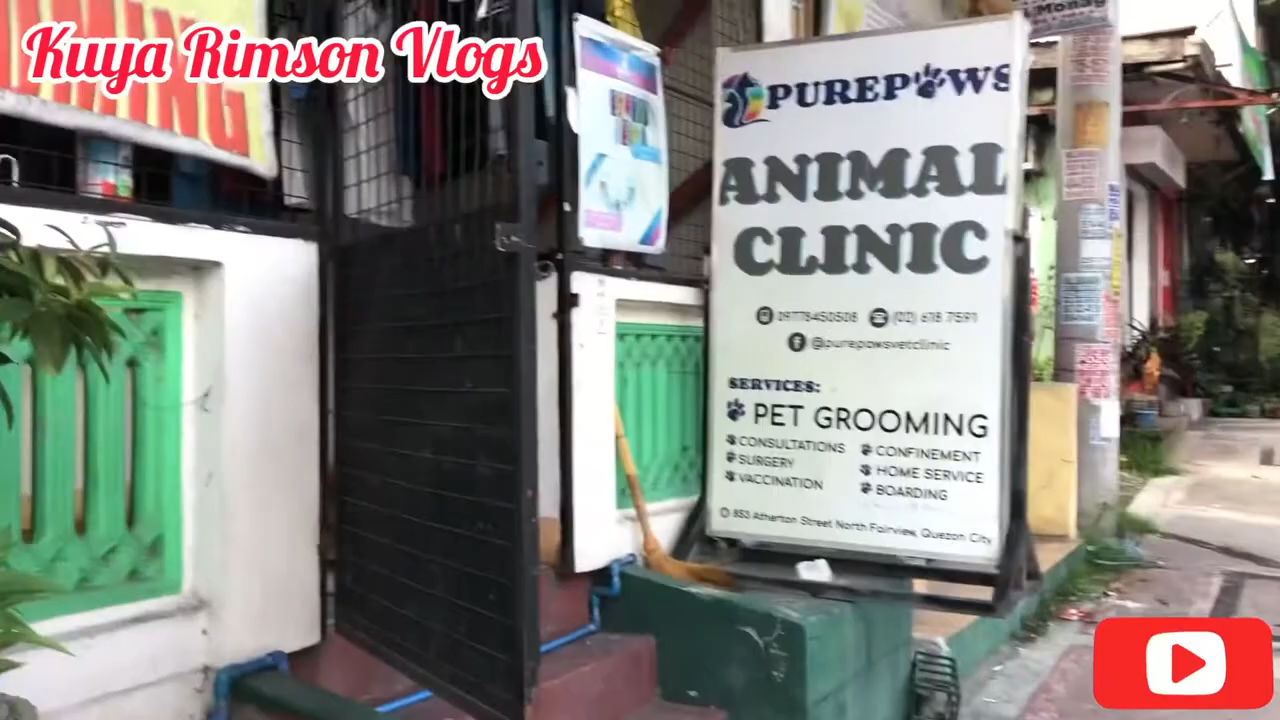 Kuya Rimson Vlogs
PUREPAWS
ANIMAL
CLINIC
09778450508 (02) 618 7591
@purepawsvetclinic
SERVICES:
PET GROOMING
CONSULTATIONS
SURGERY
VACCINATION
CONFINEMENT
HOME SERVICE
BOARDING
853 Atherton Street North Fairview, Quezon City